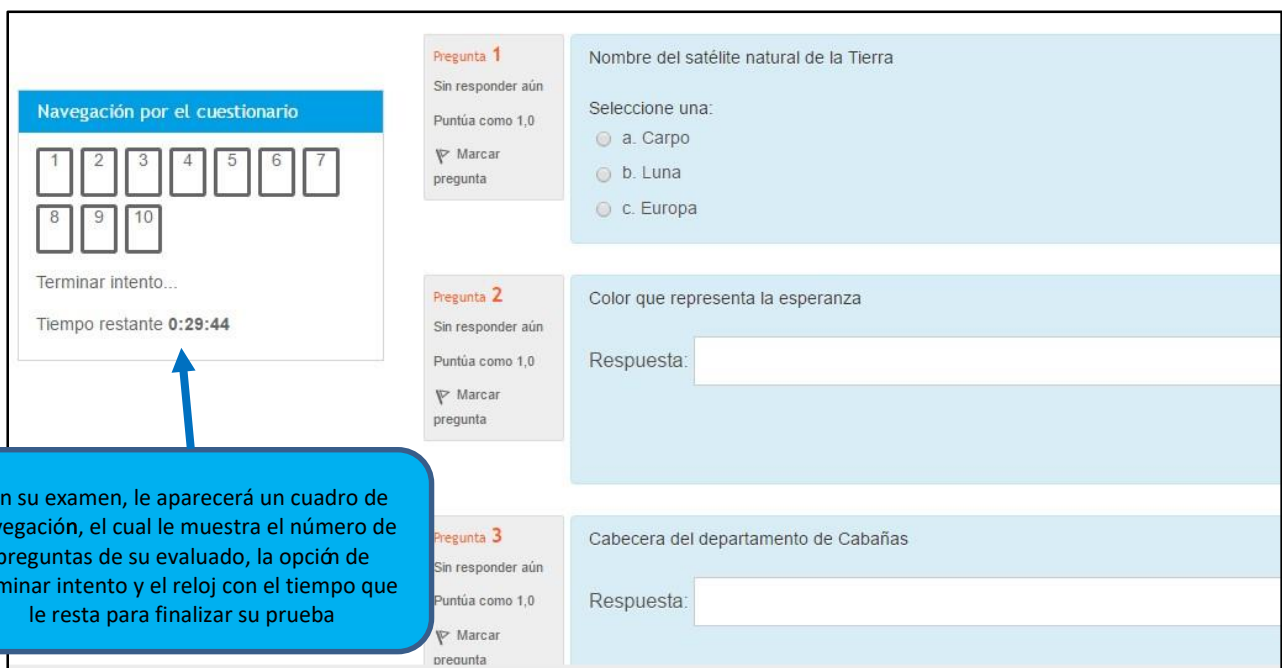 Navegación por el cuestionario
1 2 3 4 5 6 7
8 9 10
Terminar intento...
Tiempo restante 0:29:44
n su examen, le aparecerá un cuadro de
egación, el cual le muestra el número de
preguntas de su evaluado, la opción de
minar intento y el reloj con el tiempo que
le resta para finalizar su prueba
Pregunta 1
Sin responder aún
Puntúa como 1,0
Marcar
pregunta
Nombre del satélite natural de la Tierra
Seleccione una:
a. Carpo
b. Luna
c. Europa
Pregunta 2
Sin responder aún
Puntúa como 1,0
Marcar
pregunta
Color que representa la esperanza
Respuesta:
Pregunta 3
Sin responder aún
Puntúa como 1,0
Marcar
pregunta
Cabecera del departamento de Cabañas
Respuesta: